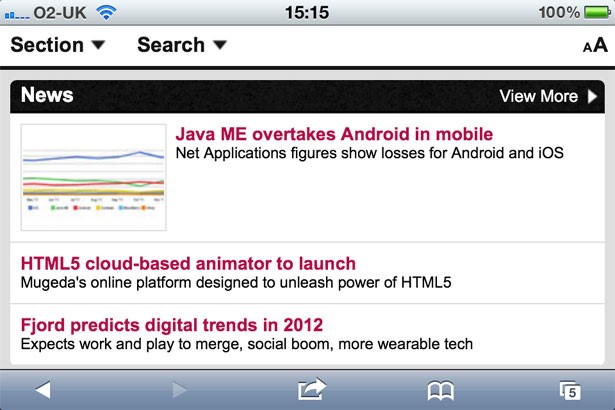 O2-UK 15:15 100%
Section Search AA
News View More
Java ME overtakes Android in mobile
Net Applications figures show losses for Android and iOS
HTML5 cloud-based animator to launch
Mugeda's online platform designed to unleash power of HTML5
Fjord predicts digital trends in 2012
Expects work and play to merge, social boom, more wearable tech
5